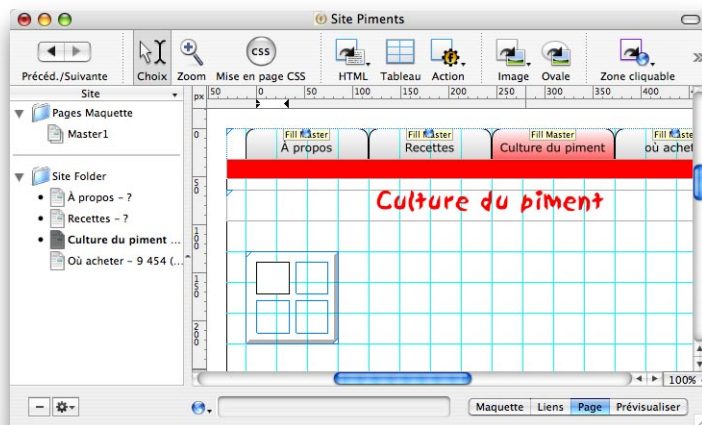 Site Piments
Précéd./Suivante Choix Zoom Mise en page CSS HTML Tableau Action Image Ovale Zone cliquable
css
Site
px 50 0 50 100 150 200 250 300 350 400
Pages Maquette
Master1
Site Folder
À propos – ?
Recettes – ?
Culture du piment ...
Où acheter – 9 454 (...
0
50
100
150
200
Fill Master Fill Master Fill Master Fill Master
À propos Recettes Culture du piment où achet
Culture du piment
100%
Maquette Liens Page Prévisualiser